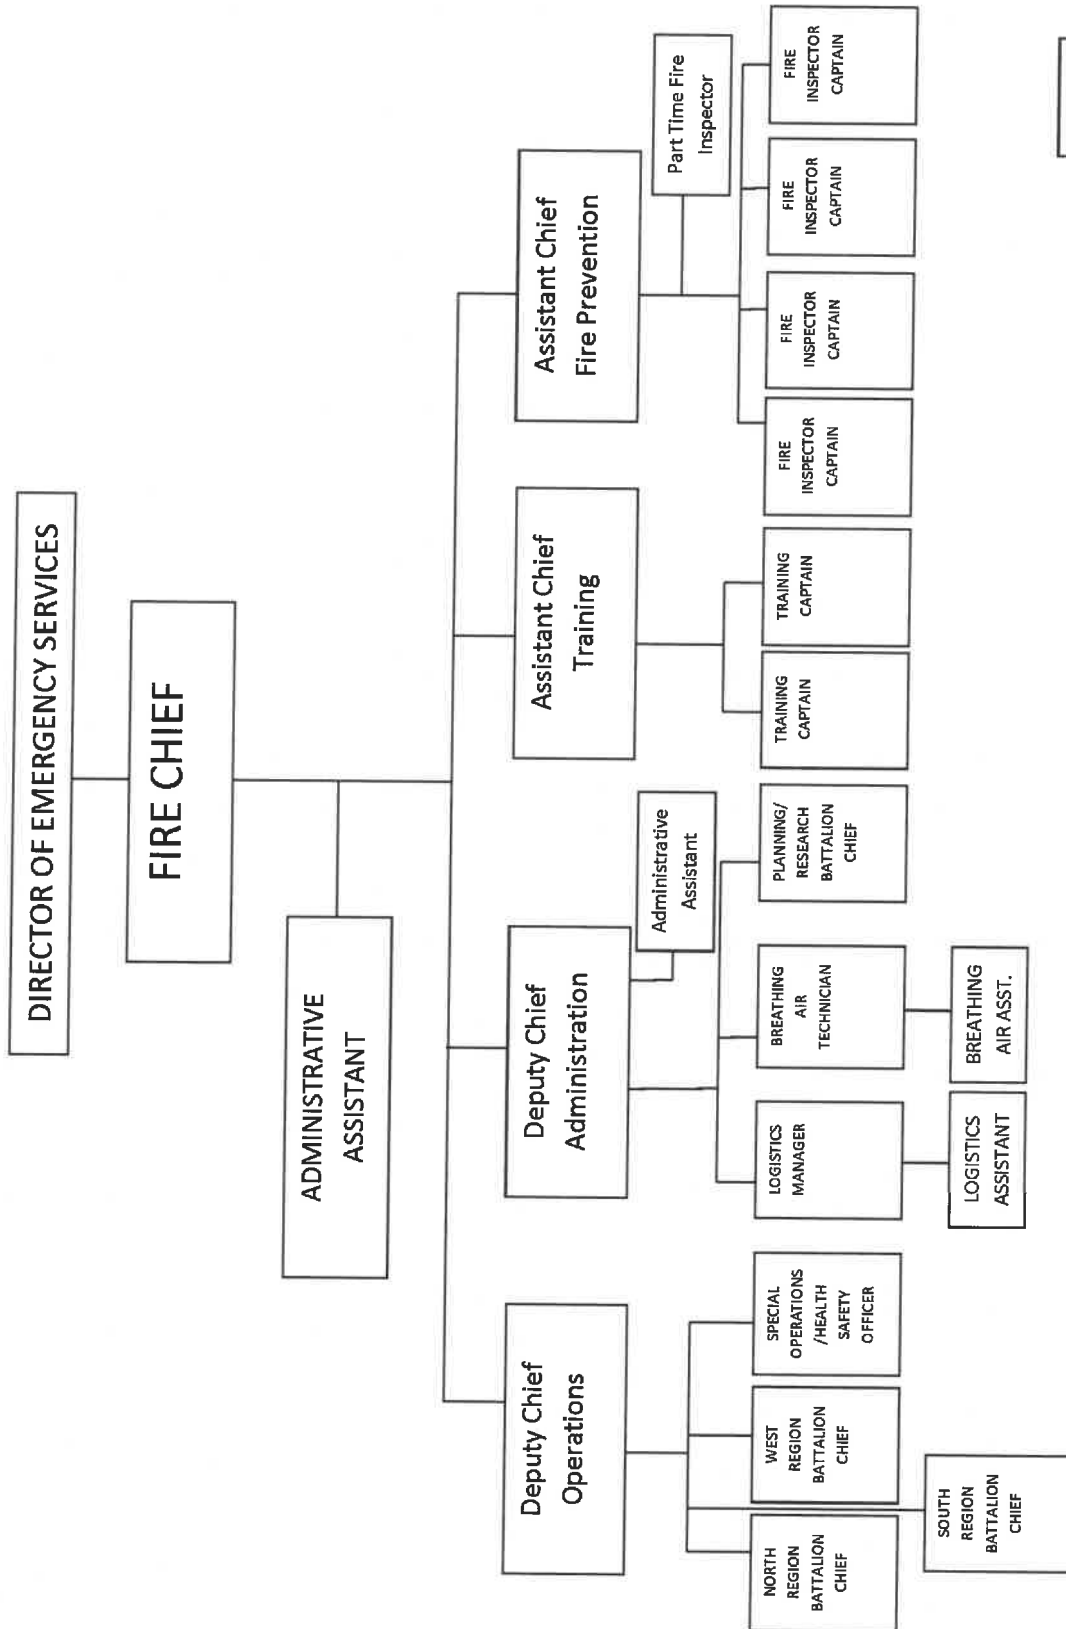 DIRECTOR OF EMERGENCY SERVICES
FIRE CHIEF
ADMINISTRATIVE
ASSISTANT
Deputy Chief
Operations
Deputy Chief
Administration
Assistant Chief
Training
Assistant Chief
Fire Prevention
Administrative
Assistant
Part Time Fire
Inspector
NORTH
REGION
BATTALION
CHIEF
WEST
REGION
BATTALION
CHIEF
SPECIAL
OPERATIONS
/HEALTH
SAFETY
OFFICER
LOGISTICS
MANAGER
BREATHING
AIR
TECHNICIAN
PLANNING/
RESEARCH
BATTALION
CHIEF
TRAINING
CAPTAIN
TRAINING
CAPTAIN
FIRE
INSPECTOR
CAPTAIN
FIRE
INSPECTOR
CAPTAIN
FIRE
INSPECTOR
CAPTAIN
FIRE
INSPECTOR
CAPTAIN
SOUTH
REGION
BATTALION
CHIEF
LOGISTICS
ASSISTANT
BREATHING
AIR ASST.